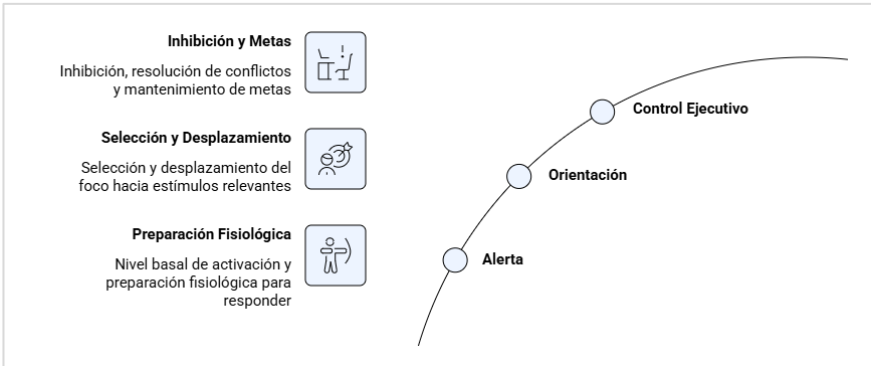 Inhibición y Metas
Inhibición, resolución de conflictos
y mantenimiento de metas
Selección y Desplazamiento
Selección y desplazamiento del
foco hacia estímulos relevantes
Preparación Fisiológica
Nivel basal de activación y
preparación fisiológica para
responder
Control Ejecutivo
Orientación
Alerta